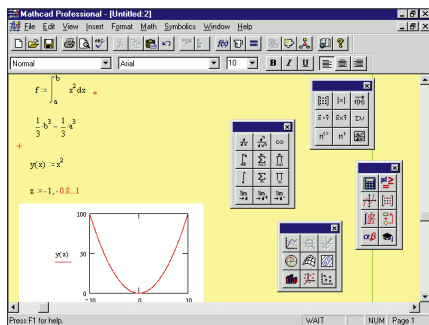 Mathcad Professional - [Untitled:2]
File Edit View Insert Format Math Symbolics Window Help
Normal Arial 10 B I U
f := ∫ₐᵇ x² dx
1/3·b³ − 1/3·a³
y(x) := x²
z := -1, -0.8..1
100
y(x) 50
0
-10 0 10
Press F1 for help. WAIT NUM Page 1